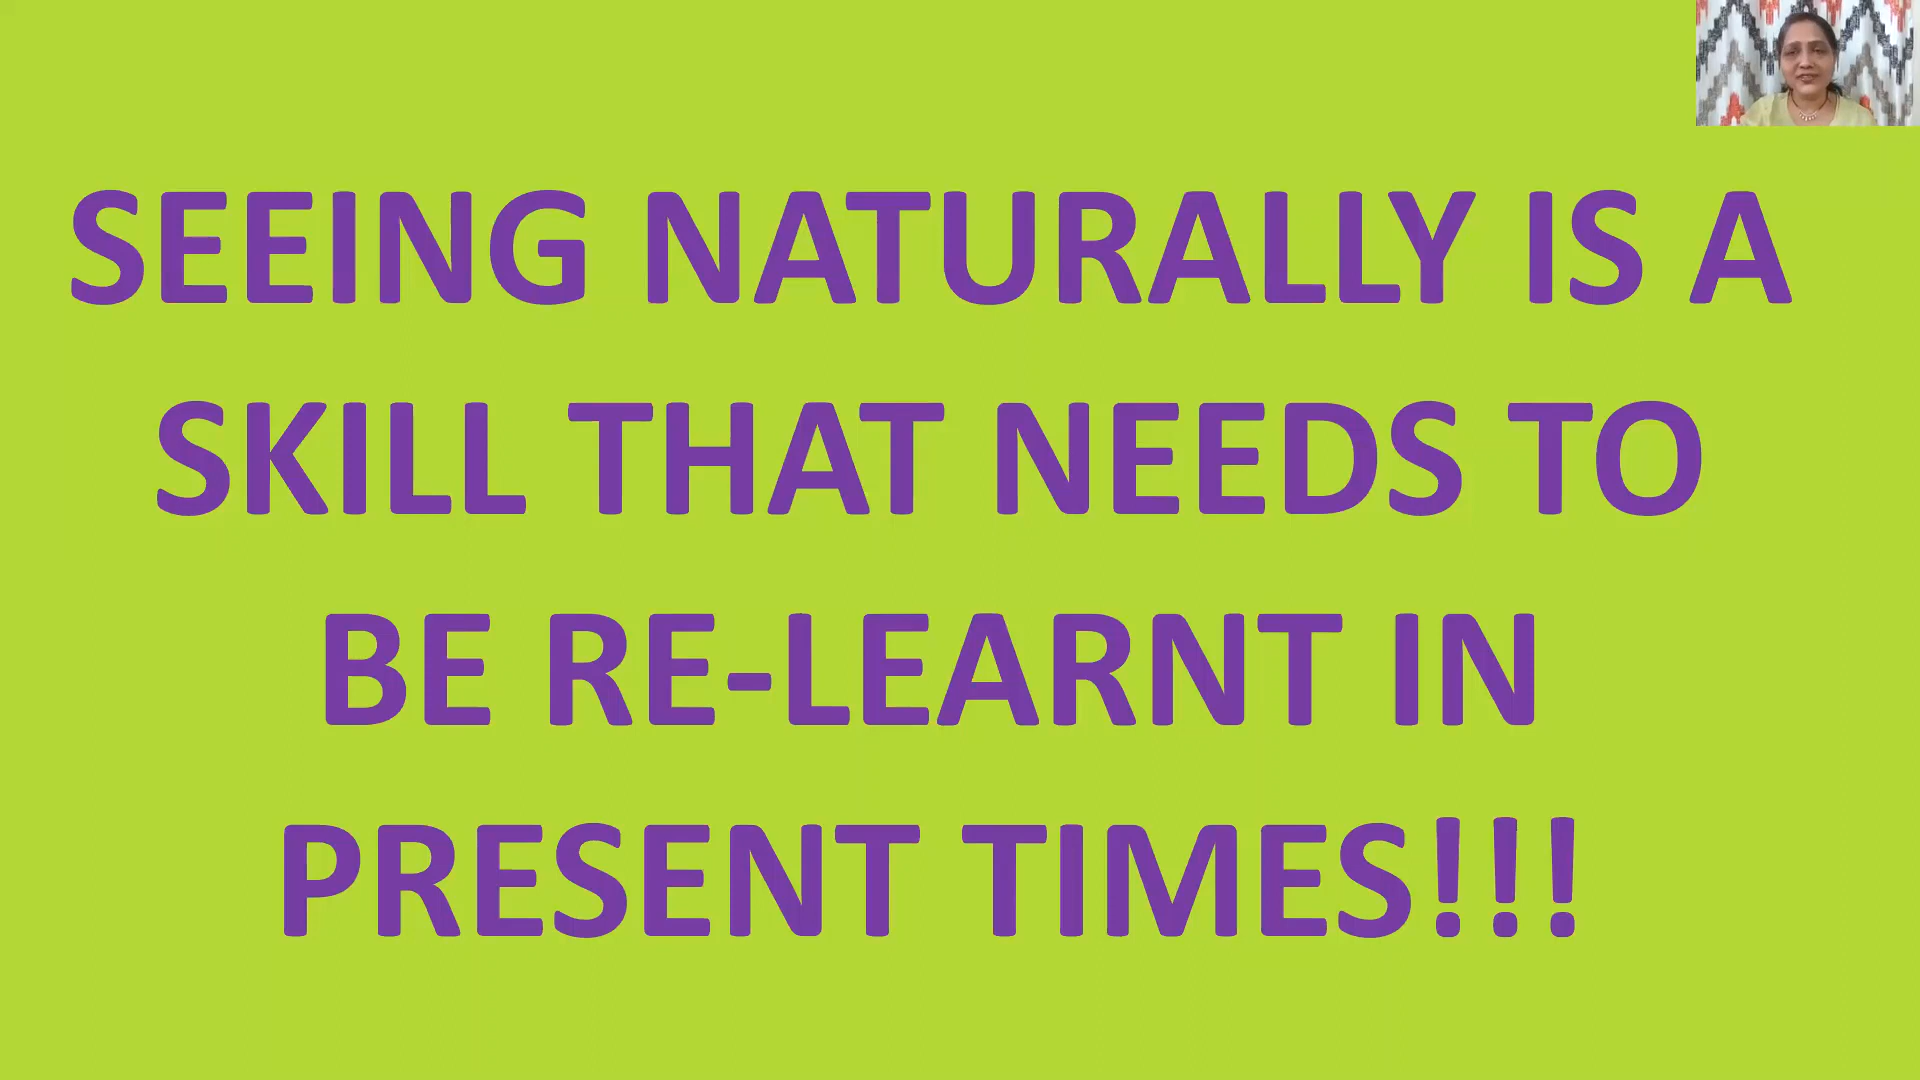 SEEING NATURALLY IS A
SKILL THAT NEEDS TO
BE RE-LEARNT IN
PRESENT TIMES!!!